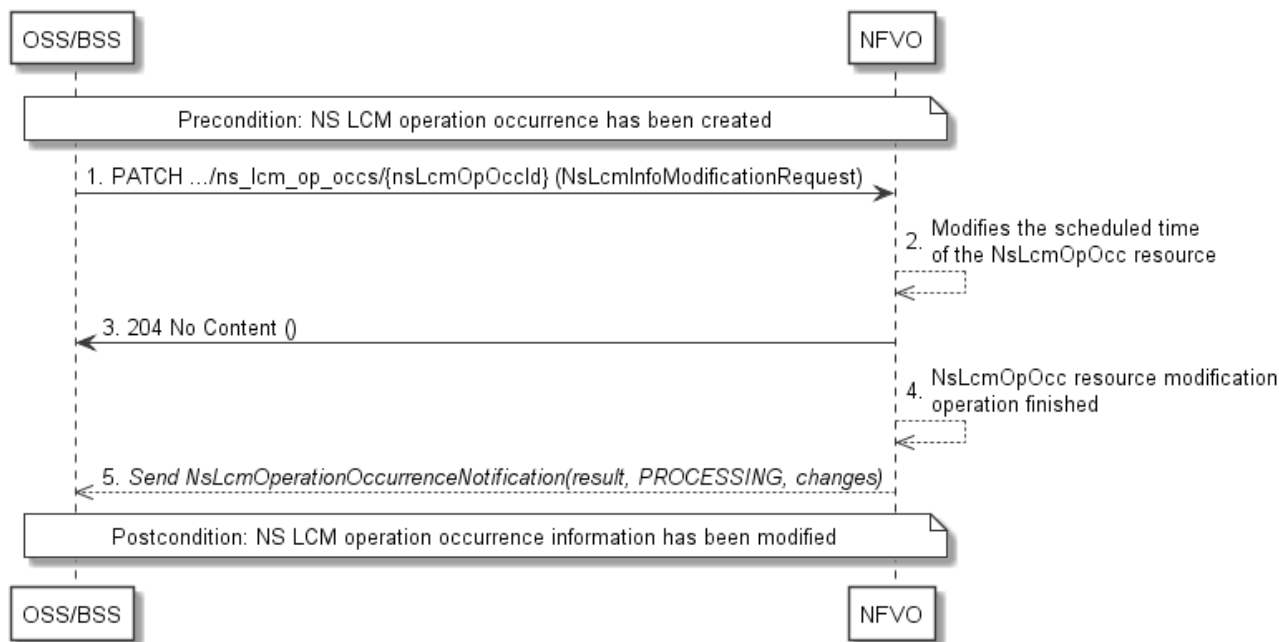 OSS/BSS
NFVO
Precondition: NS LCM operation occurrence has been created
1. PATCH .../ns_lcm_op_occs/{nsLcmOpOccId} (NsLcmInfoModificationRequest)
2. Modifies the scheduled time
of the NsLcmOpOcc resource
3. 204 No Content ()
4. NsLcmOpOcc resource modification
operation finished
5. Send NsLcmOperationOccurrenceNotification(result, PROCESSING, changes)
Postcondition: NS LCM operation occurrence information has been modified
OSS/BSS
NFVO